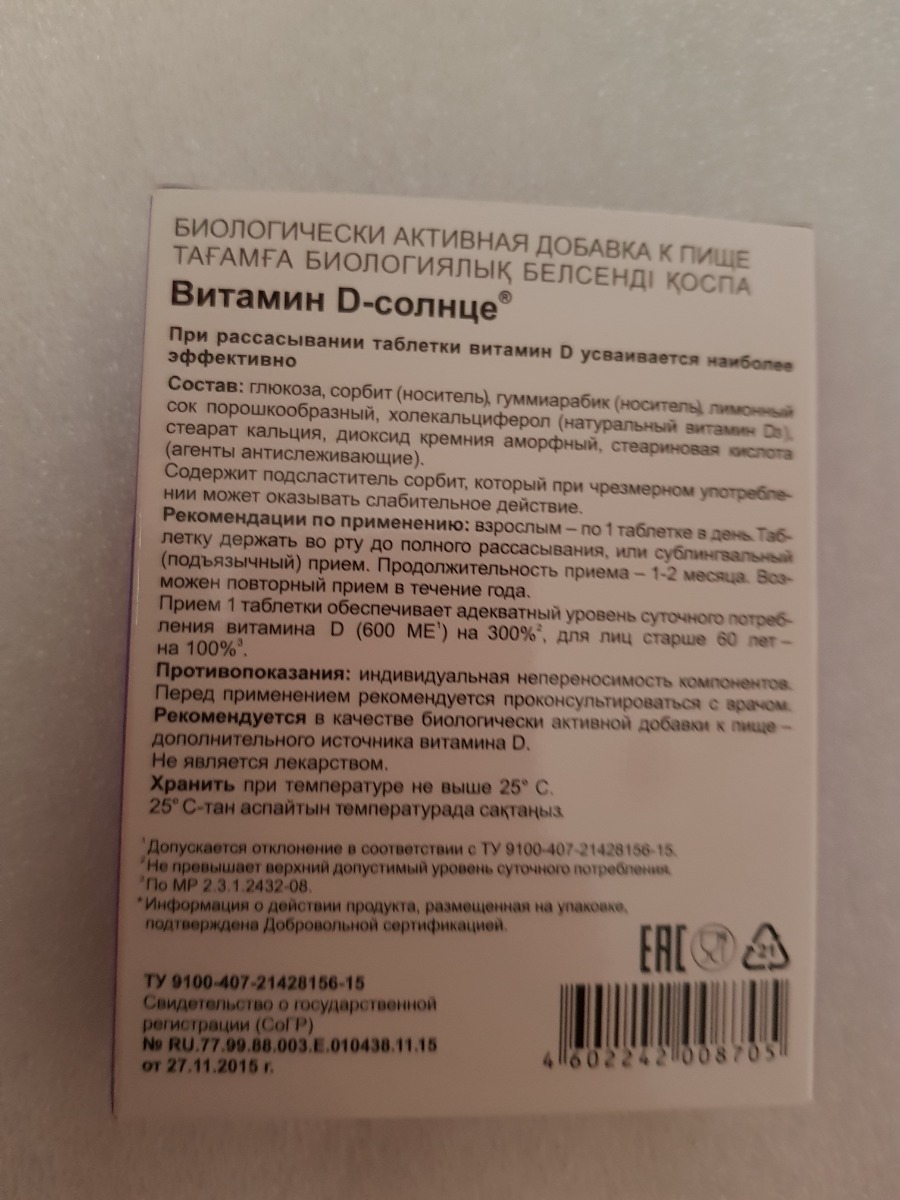 БИОЛОГИЧЕСКИ АКТИВНАЯ ДОБАВКА К ПИЩЕ
ТАҒАМҒА БИОЛОГИЯЛЫҚ БЕЛСЕНДІ ҚОСПА
Витамин D-солнце®
При рассасывании таблетки витамин D усваивается наиболее
эффективно
Состав: глюкоза, сорбит (носитель), гуммиарабик (носитель), лимонный
сок порошкообразный, холекальциферол (натуральный витамин D₃),
стеарат кальция, диоксид кремния аморфный, стеариновая кислота
(агенты антислеживающие).
Содержит подсластитель сорбит, который при чрезмерном употребле-
нии может оказывать слабительное действие.
Рекомендации по применению: взрослым – по 1 таблетке в день. Таб-
летку держать во рту до полного рассасывания, или сублингвальный
(подъязычный) прием. Продолжительность приема – 1-2 месяца. Воз-
можен повторный прием в течение года.
Прием 1 таблетки обеспечивает адекватный уровень суточного потреб-
ления витамина D (600 МЕ¹) на 300%², для лиц старше 60 лет –
на 100%³.
Противопоказания: индивидуальная непереносимость компонентов.
Перед применением рекомендуется проконсультироваться с врачом.
Рекомендуется в качестве биологически активной добавки к пище –
дополнительного источника витамина D.
Не является лекарством.
Хранить при температуре не выше 25° С.
25° С-тан аспайтын температурада сақтаңыз.
¹Допускается отклонение в соответствии с ТУ 9100-407-21428156-15.
²Не превышает верхний допустимый уровень суточного потребления.
³По МР 2.3.1.2432-08.
*Информация о действии продукта, размещенная на упаковке,
подтверждена Добровольной сертификацией.
EAC
21
ТУ 9100-407-21428156-15
Свидетельство о государственной
регистрации (СоГР)
№ RU.77.99.88.003.Е.010438.11.15
от 27.11.2015 г.
4 602242 008705